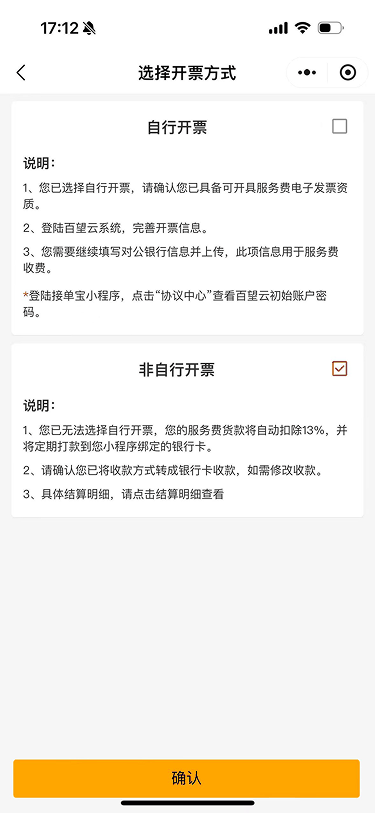 17:12
选择开票方式
自行开票
说明：
1、您已选择自行开票，请确认您已具备可开具服务费电子发票资
质。
2、登陆百望云系统，完善开票信息。
3、您需要继续填写对公银行信息并上传，此项信息用于服务费
收费。
*登陆接单宝小程序，点击“协议中心”查看百望云初始账户密
码。
非自行开票
说明：
1、您已无法选择自行开票，您的服务费货款将自动扣除13%，并
将定期打款到您小程序绑定的银行卡。
2、请确认您已将收款方式转成银行卡收款，如需修改收款。
3、具体结算明细，请点击结算明细查看
确认